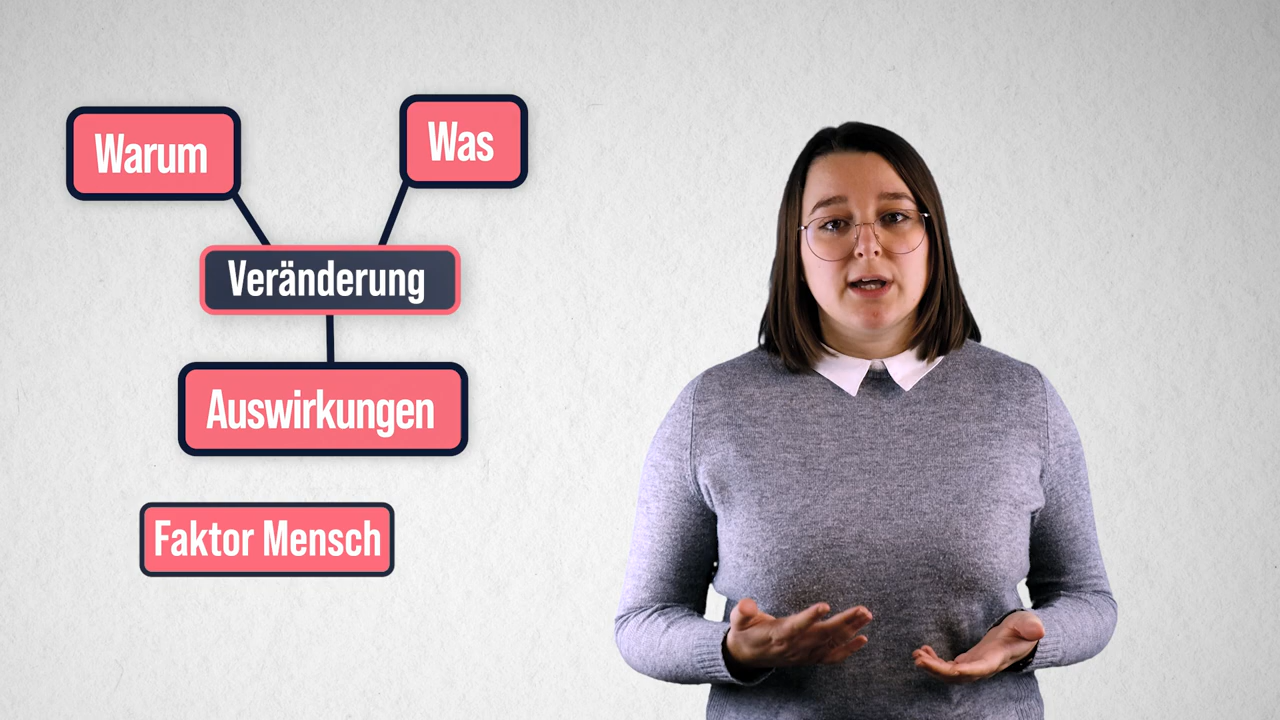 Warum
Was
Veränderung
Auswirkungen
Faktor Mensch